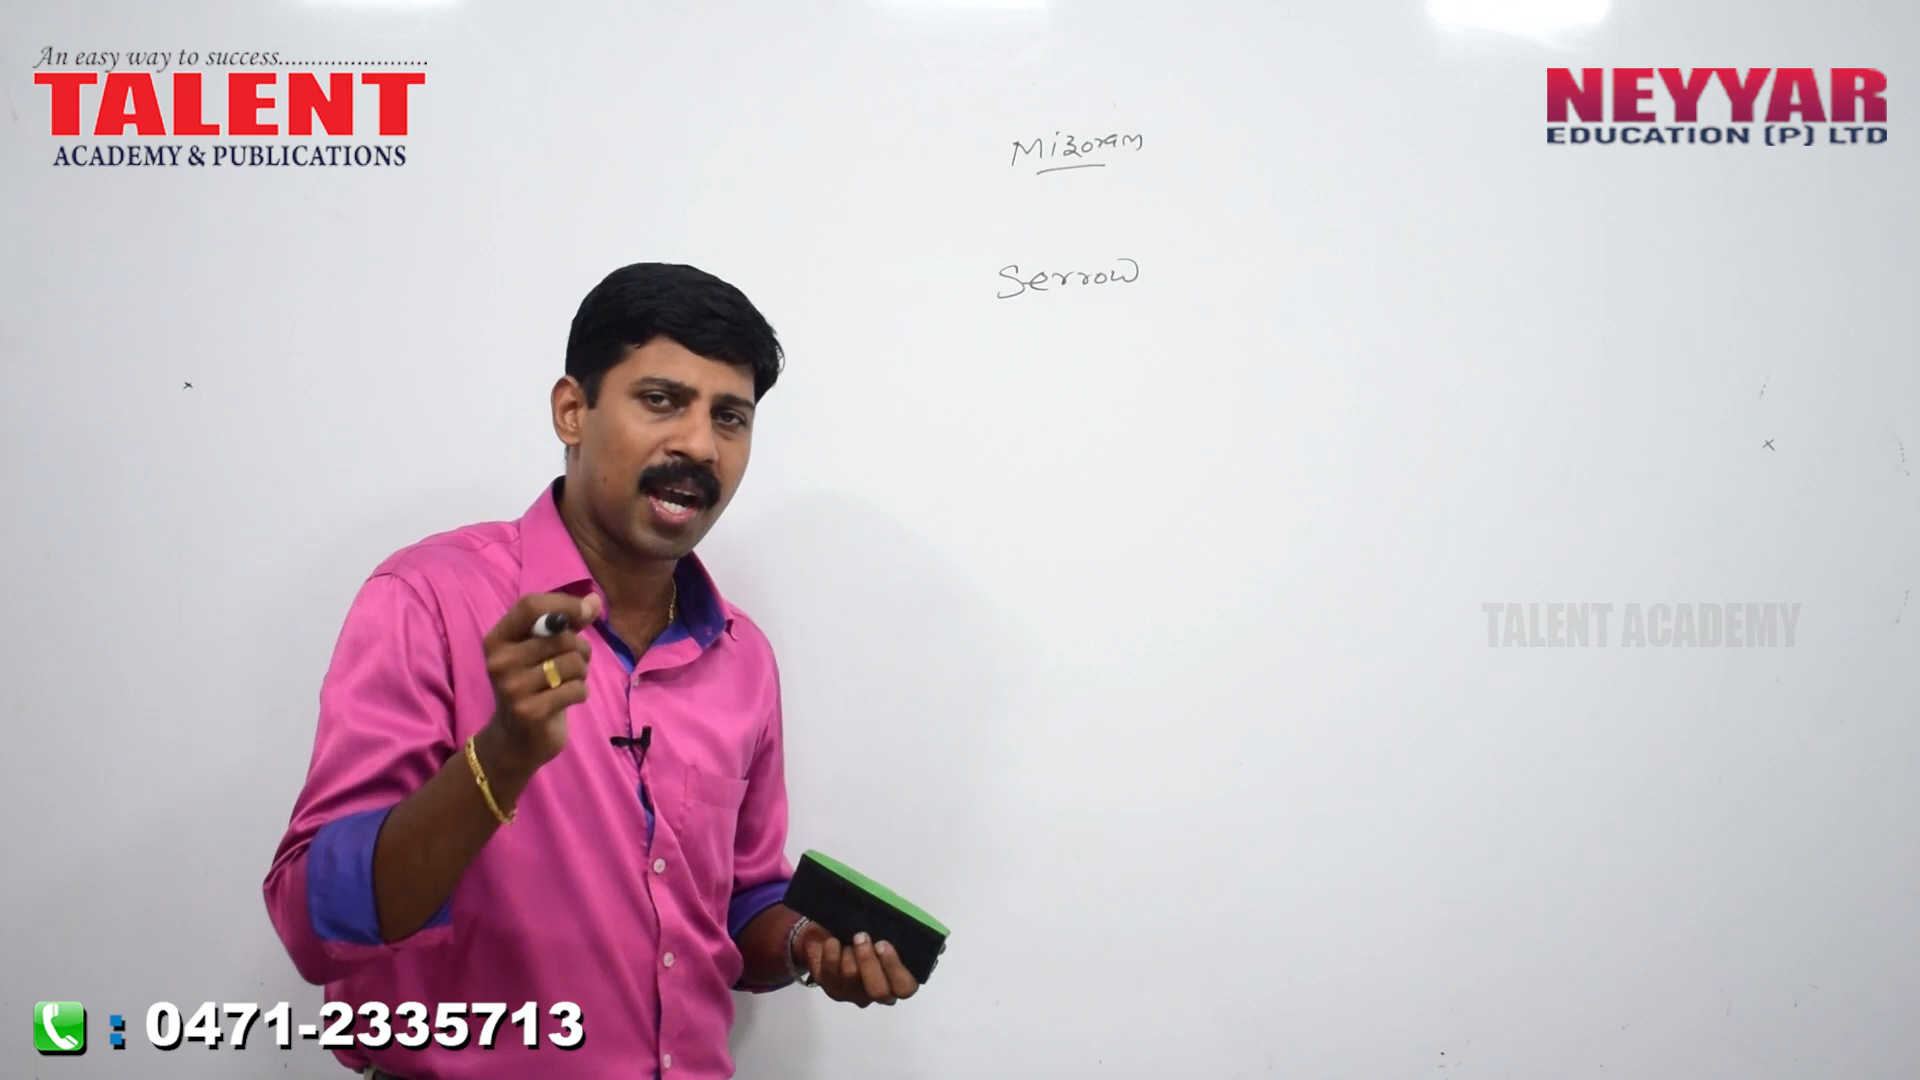 An easy way to success.......................
TALENT
ACADEMY & PUBLICATIONS
NEYYAR
EDUCATION (P) LTD
Mizoram
Serrow
TALENT ACADEMY
: 0471-2335713